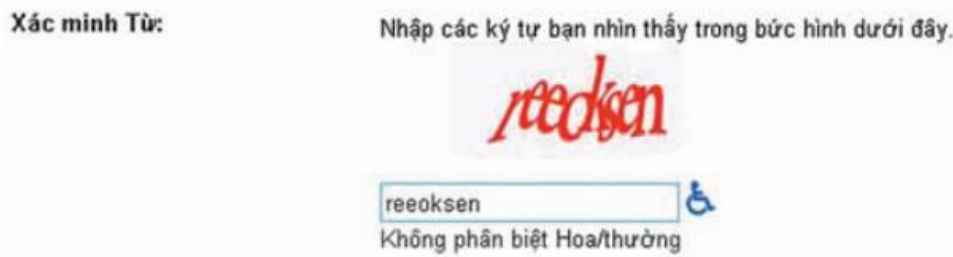 Xác minh Từ:
Nhập các ký tự bạn nhìn thấy trong bức hình dưới đây.
reeoksen
reeoksen
Không phân biệt Hoa/thường